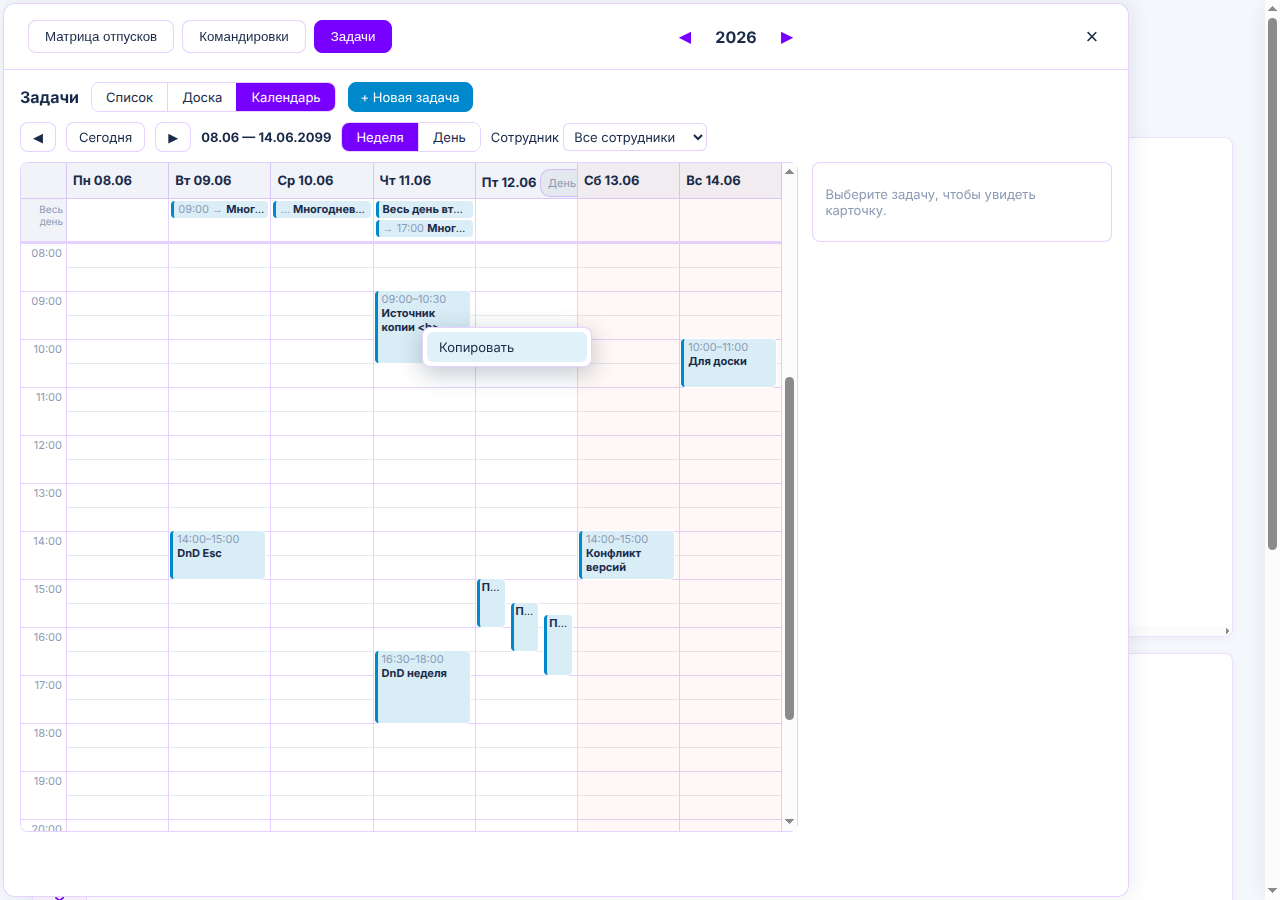 Матрица отпусков
Командировки
Задачи
◀ 2026 ▶
×
Задачи
Список
Доска
Календарь
+ Новая задача
◀
Сегодня
▶
08.06 — 14.06.2099
Неделя
День
Сотрудник
Все сотрудники
Пн 08.06
Вт 09.06
Ср 10.06
Чт 11.06
Пт 12.06
День
Сб 13.06
Вс 14.06
Весь
день
09:00 → Мног...
... Многоднев...
Весь день вт...
→ 17:00 Мног...
Выберите задачу, чтобы увидеть
карточку.
08:00
09:00
09:00–10:30
Источник
копии <b>
Копировать
10:00
10:00–11:00
Для доски
11:00
12:00
13:00
14:00
14:00–15:00
DnD Esc
14:00–15:00
Конфликт
версий
15:00
П...
П...
П...
16:00
16:30–18:00
DnD неделя
17:00
18:00
19:00
20:00